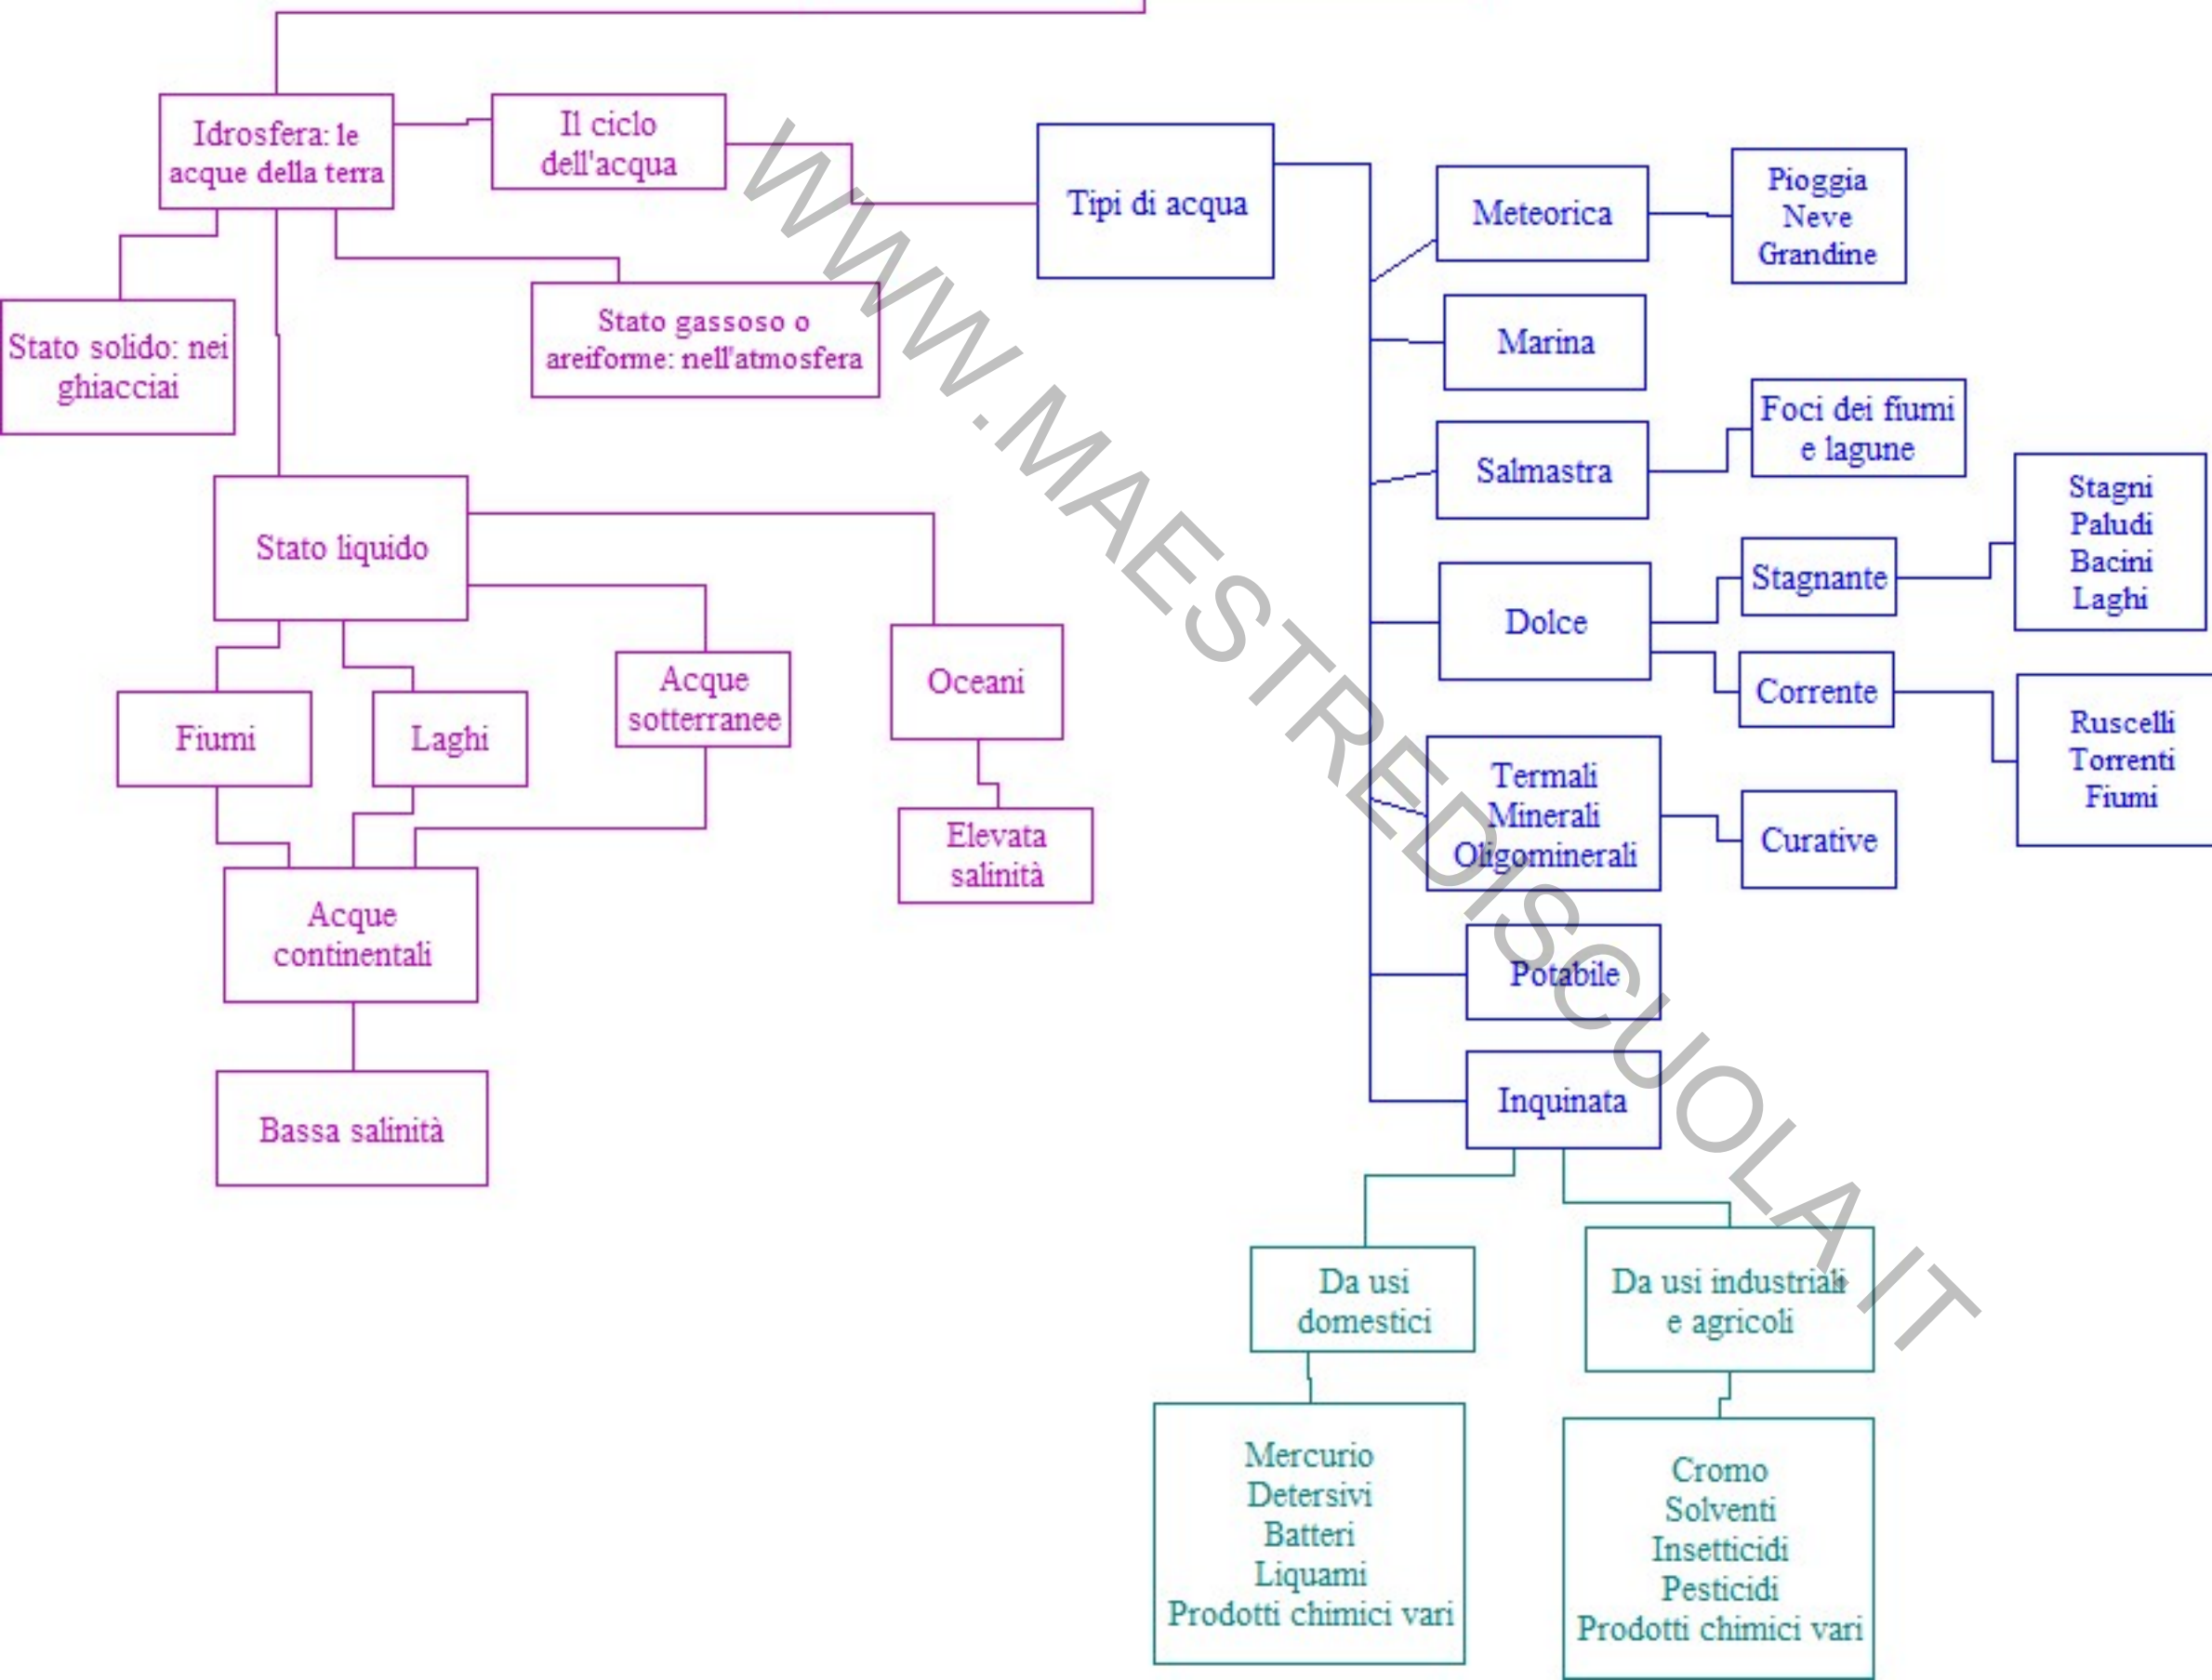 Idrosfera: le
acque della terra
Il ciclo
dell'acqua
Stato solido: nei
ghiacciai
Stato gassoso o
areiforme: nell'atmosfera
Stato liquido
Fiumi
Laghi
Acque
sotterranee
Oceani
Elevata
salinità
Acque
continentali
Bassa salinità
Tipi di acqua
Meteorica
Pioggia
Neve
Grandine
Marina
Salmastra
Foci dei fiumi
e lagune
Dolce
Stagnante
Stagni
Paludi
Bacini
Laghi
Corrente
Ruscelli
Torrenti
Fiumi
Termali
Minerali
Oligominerali
Curative
Potabile
Inquinata
Da usi
domestici
Da usi industriali
e agricoli
Mercurio
Detersivi
Batteri
Liquami
Prodotti chimici vari
Cromo
Solventi
Insetticidi
Pesticidi
Prodotti chimici vari
WWW.MAESTREDISCUOLA.IT